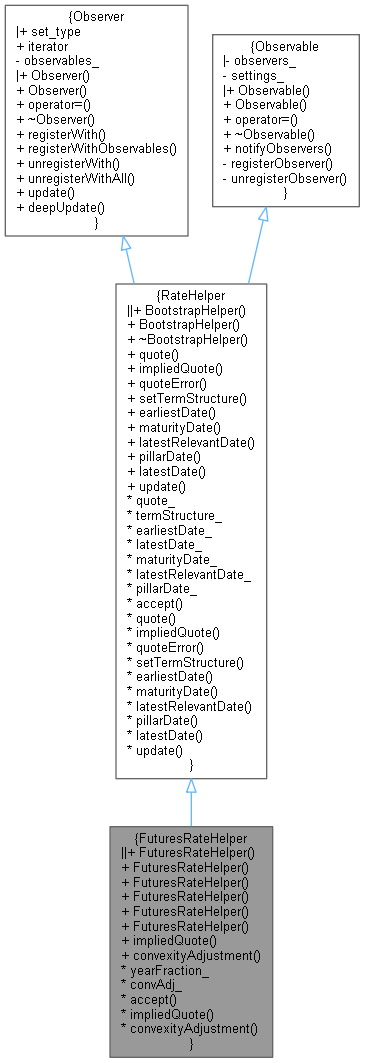 {Observer
|+ set_type
+ iterator
- observables_
|+ Observer()
+ Observer()
+ operator=()
+ ~Observer()
+ registerWith()
+ registerWithObservables()
+ unregisterWith()
+ unregisterWithAll()
+ update()
+ deepUpdate()
}
{Observable
|- observers_
- settings_
|+ Observable()
+ Observable()
+ operator=()
+ ~Observable()
+ notifyObservers()
- registerObserver()
- unregisterObserver()
}
{RateHelper
||+ BootstrapHelper()
+ BootstrapHelper()
+ ~BootstrapHelper()
+ quote()
+ impliedQuote()
+ quoteError()
+ setTermStructure()
+ earliestDate()
+ maturityDate()
+ latestRelevantDate()
+ pillarDate()
+ latestDate()
+ update()
* quote_
* termStructure_
* earliestDate_
* latestDate_
* maturityDate_
* latestRelevantDate_
* pillarDate_
* accept()
* quote()
* impliedQuote()
* quoteError()
* setTermStructure()
* earliestDate()
* maturityDate()
* latestRelevantDate()
* pillarDate()
* latestDate()
* update()
}
{FuturesRateHelper
||+ FuturesRateHelper()
+ FuturesRateHelper()
+ FuturesRateHelper()
+ FuturesRateHelper()
+ FuturesRateHelper()
+ FuturesRateHelper()
+ impliedQuote()
+ convexityAdjustment()
* yearFraction_
* convAdj_
* accept()
* impliedQuote()
* convexityAdjustment()
}